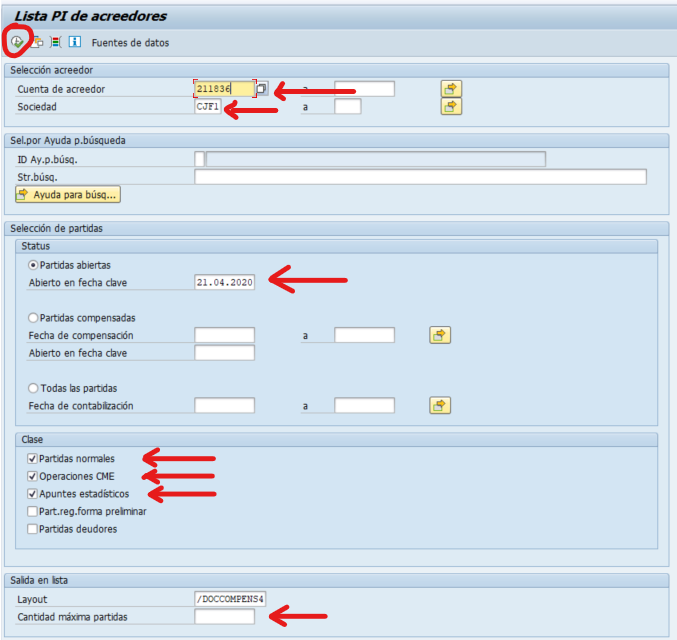 Lista PI de acreedores
Fuentes de datos
Selección acreedor
Cuenta de acreedor 211836 a
Sociedad CJF1 a
Sel.por Ayuda p.búsqueda
ID Ay.p.búsq.
Str.búsq.
Ayuda para búsq...
Selección de partidas
Status
Partidas abiertas
Abierto en fecha clave 21.04.2020
Partidas compensadas
Fecha de compensación a
Abierto en fecha clave
Todas las partidas
Fecha de contabilización a
Clase
Partidas normales
Operaciones CME
Apuntes estadísticos
Part.reg.forma preliminar
Partidas deudores
Salida en lista
Layout /DOCCOMPENS4
Cantidad máxima partidas